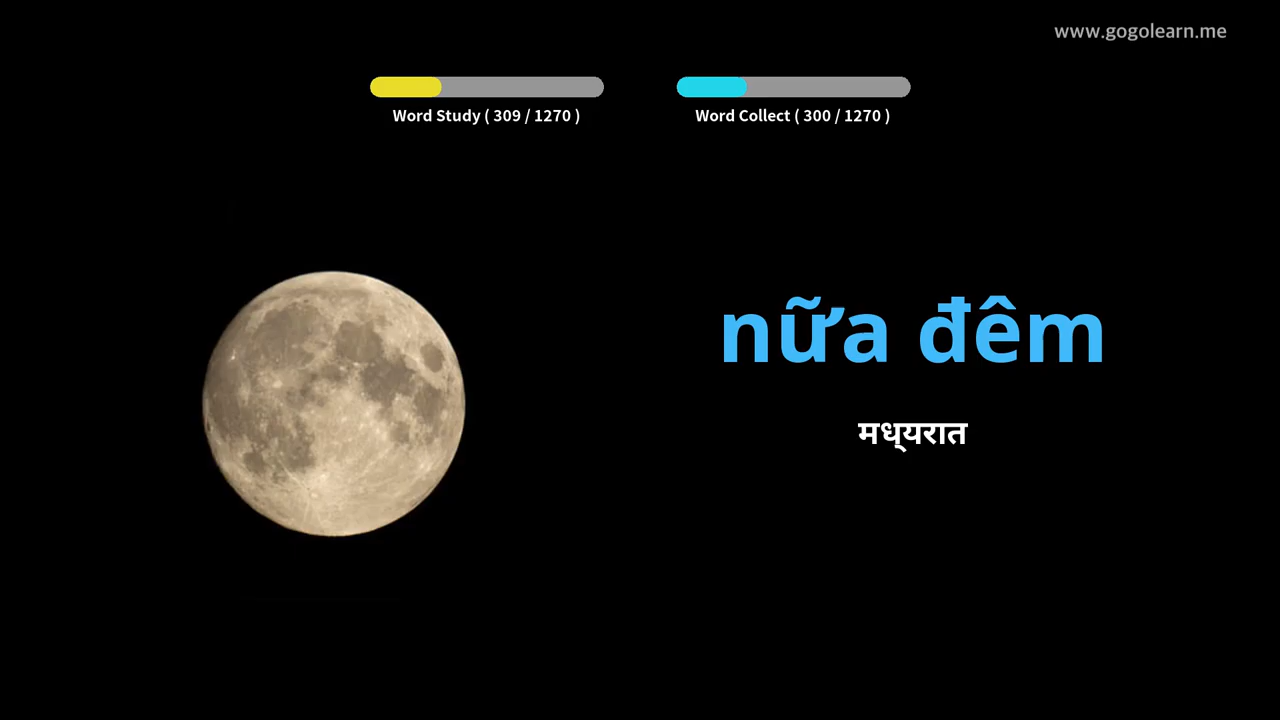 www.gogolearn.me
Word Study ( 309 / 1270 )
Word Collect ( 300 / 1270 )
nữa đêm
मध्यरात